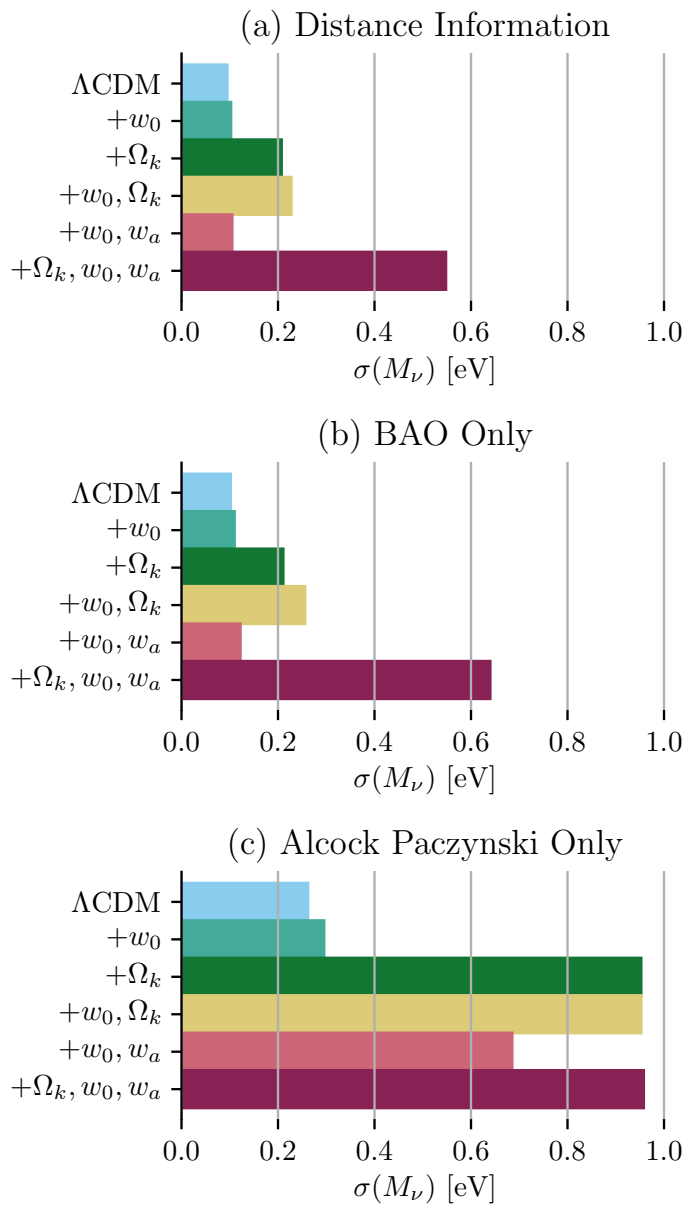 (a) Distance Information
ΛCDM
+w₀
+Ωₖ
+w₀, Ωₖ
+w₀, wₐ
+Ωₖ, w₀, wₐ
0.0 0.2 0.4 0.6 0.8 1.0
σ(M_ν) [eV]
(b) BAO Only
ΛCDM
+w₀
+Ωₖ
+w₀, Ωₖ
+w₀, wₐ
+Ωₖ, w₀, wₐ
0.0 0.2 0.4 0.6 0.8 1.0
σ(M_ν) [eV]
(c) Alcock Paczynski Only
ΛCDM
+w₀
+Ωₖ
+w₀, Ωₖ
+w₀, wₐ
+Ωₖ, w₀, wₐ
0.0 0.2 0.4 0.6 0.8 1.0
σ(M_ν) [eV]